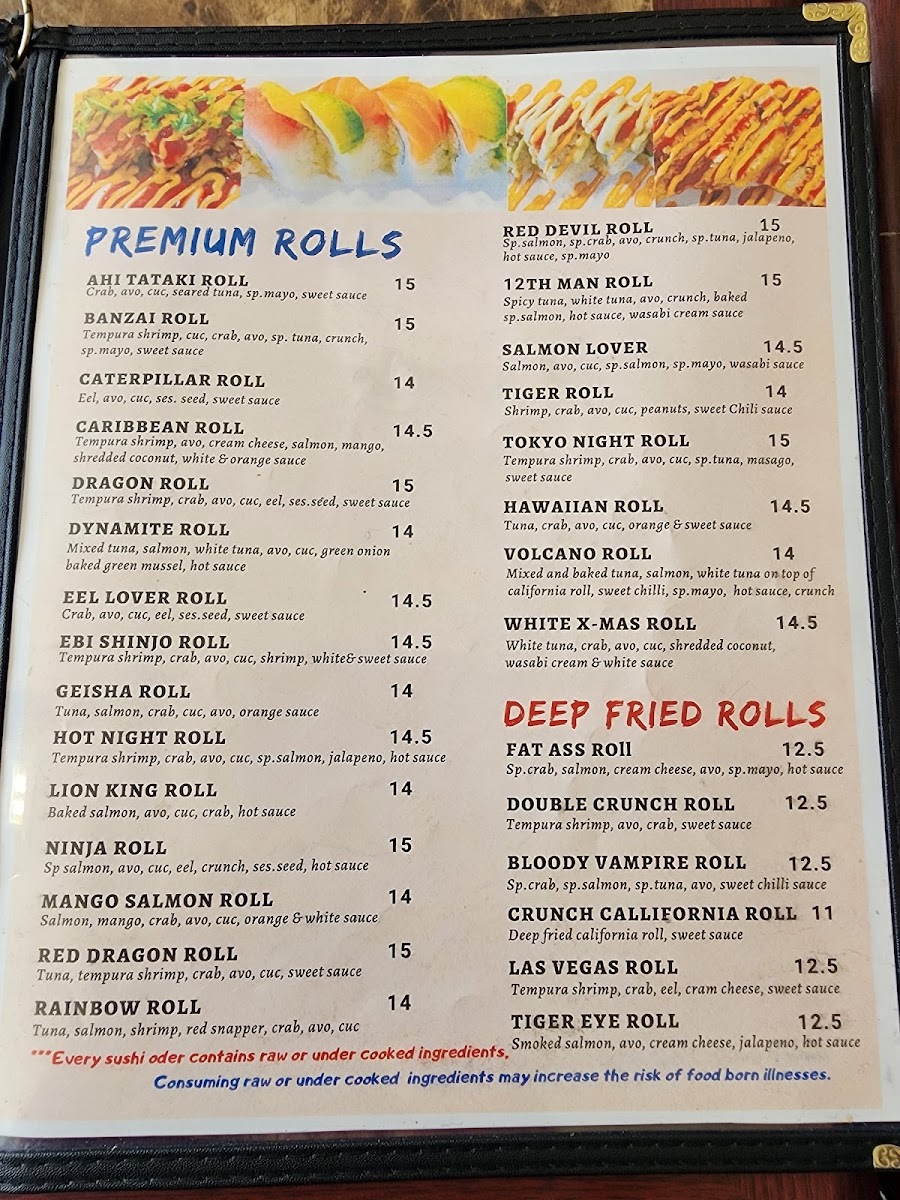 PREMIUM ROLLS
AHI TATAKI ROLL 15
Crab, avo, cuc, seared tuna, sp.mayo, sweet sauce
BANZAI ROLL 15
Tempura shrimp, cuc, crab, avo, sp. tuna, crunch,
sp.mayo, sweet sauce
CATERPILLAR ROLL 14
Eel, avo, cuc, ses. seed, sweet sauce
CARIBBEAN ROLL 14.5
Tempura shrimp, avo, cream cheese, salmon, mango,
shredded coconut, white & orange sauce
DRAGON ROLL 15
Tempura shrimp, crab, avo, cuc, eel, ses.seed, sweet sauce
DYNAMITE ROLL 14
Mixed tuna, salmon, white tuna, avo, cuc, green onion
baked green mussel, hot sauce
EEL LOVER ROLL 14.5
Crab, avo, cuc, eel, ses.seed, sweet sauce
EBI SHINJO ROLL 14.5
Tempura shrimp, crab, avo, cuc, shrimp, white& sweet sauce
GEISHA ROLL 14
Tuna, salmon, crab, cuc, avo, orange sauce
HOT NIGHT ROLL 14.5
Tempura shrimp, crab, avo, cuc, sp.salmon, jalapeno, hot sauce
LION KING ROLL 14
Baked salmon, avo, cuc, crab, hot sauce
NINJA ROLL 15
Sp salmon, avo, cuc, eel, crunch, ses.seed, hot sauce
MANGO SALMON ROLL 14
Salmon, mango, crab, avo, cuc, orange & white sauce
RED DRAGON ROLL 15
Tuna, tempura shrimp, crab, avo, cuc, sweet sauce
RAINBOW ROLL 14
Tuna, salmon, shrimp, red snapper, crab, avo, cuc
RED DEVIL ROLL 15
Sp.salmon, sp.crab, avo, crunch, sp.tuna, jalapeno,
hot sauce, sp.mayo
12TH MAN ROLL 15
Spicy tuna, white tuna, avo, crunch, baked
sp.salmon, hot sauce, wasabi cream sauce
SALMON LOVER 14.5
Salmon, avo, cuc, sp.salmon, sp.mayo, wasabi sauce
TIGER ROLL 14
Shrimp, crab, avo, cuc, peanuts, sweet Chili sauce
TOKYO NIGHT ROLL 15
Tempura shrimp, crab, avo, cuc, sp.tuna, masago,
sweet sauce
HAWAIIAN ROLL 14.5
Tuna, crab, avo, cuc, orange & sweet sauce
VOLCANO ROLL 14
Mixed and baked tuna, salmon, white tuna on top of
california roll, sweet chilli, sp.mayo, hot sauce, crunch
WHITE X-MAS ROLL 14.5
White tuna, crab, avo, cuc, shredded coconut,
wasabi cream & white sauce
DEEP FRIED ROLLS
FAT ASS ROll 12.5
Sp.crab, salmon, cream cheese, avo, sp.mayo, hot sauce
DOUBLE CRUNCH ROLL 12.5
Tempura shrimp, avo, crab, sweet sauce
BLOODY VAMPIRE ROLL 12.5
Sp.crab, sp.salmon, sp.tuna, avo, sweet chilli sauce
CRUNCH CALLIFORNIA ROLL 11
Deep fried california roll, sweet sauce
LAS VEGAS ROLL 12.5
Tempura shrimp, crab, eel, cram cheese, sweet sauce
TIGER EYE ROLL 12.5
Smoked salmon, avo, cream cheese, jalapeno, hot sauce
***Every sushi oder contains raw or under cooked ingredients.
Consuming raw or under cooked ingredients may increase the risk of food born illnesses.